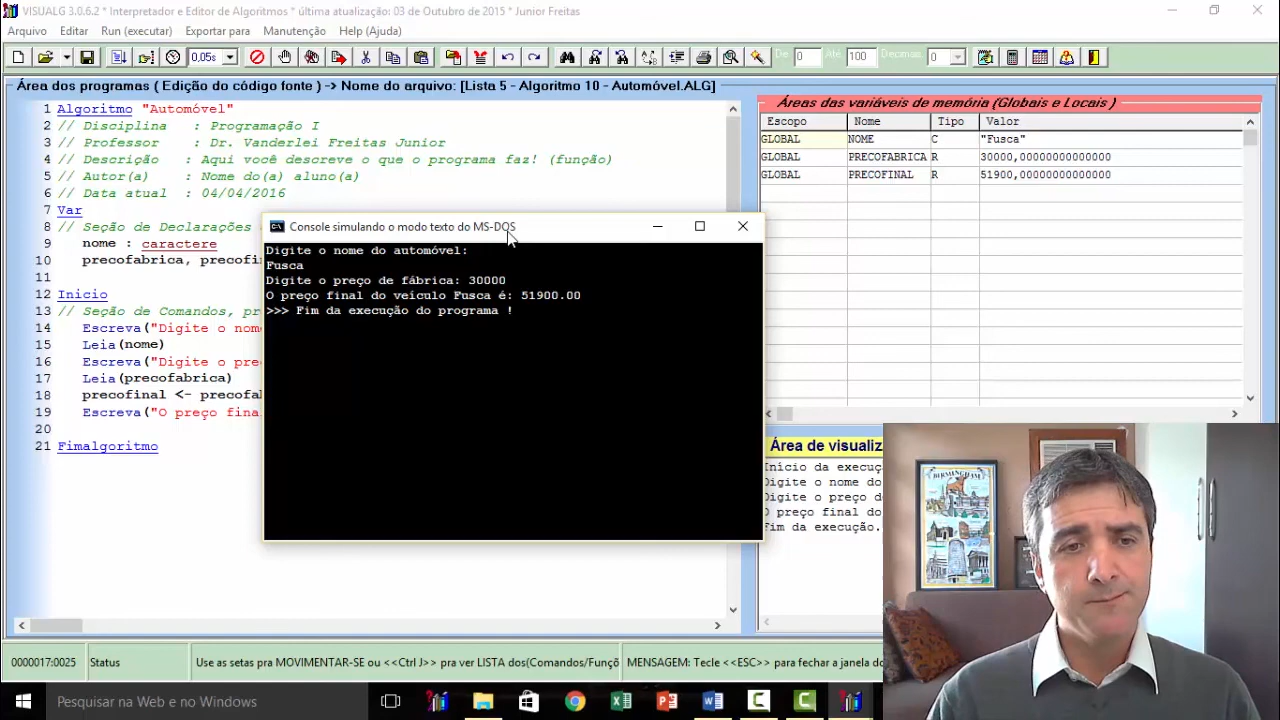 VISUALG 3.0.6.2 * Interpretador e Editor de Algoritmos * última atualização: 03 de Outubro de 2015 * Junior Freitas
Arquivo Editar Run (executar) Exportar para Manutenção Help (Ajuda)
0,05s De 0 Até 100 Decimais 0
Área dos programas ( Edição do código fonte ) -> Nome do arquivo: [Lista 5 - Algoritmo 10 - Automóvel.ALG]
1 Algoritmo "Automóvel"
2 // Disciplina : Programação I
3 // Professor : Dr. Vanderlei Freitas Junior
4 // Descrição : Aqui você descreve o que o programa faz! (função)
5 // Autor(a) : Nome do(a) aluno(a)
6 // Data atual : 04/04/2016
7 Var
8 // Seção de Declarações
9 nome : caractere
10 precofabrica, precofi
11
12 Inicio
13 // Seção de Comandos, pr
14 Escreva("Digite o nom
15 Leia(nome)
16 Escreva("Digite o pre
17 Leia(precofabrica)
18 precofinal <- precofa
19 Escreva("O preço fina
20
21 Fimalgoritmo
Console simulando o modo texto do MS-DOS
Digite o nome do automóvel:
Fusca
Digite o preço de fábrica: 30000
O preço final do veículo Fusca é: 51900.00
>>> Fim da execução do programa !
Áreas das variáveis de memória (Globais e Locais )
Escopo Nome Tipo Valor
GLOBAL NOME C "Fusca"
GLOBAL PRECOFABRICA R 30000,00000000000000
GLOBAL PRECOFINAL R 51900,00000000000000
Área de visualiz
Início da execuç
Digite o nome do
Digite o preço d
O preço final do
Fim da execução.
BIRMINGHAM
0000017:0025 Status Use as setas pra MOVIMENTAR-SE ou <<Ctrl J>> pra ver LISTA dos(Comandos/Funçõ MENSAGEM: Tecle <<ESC>> para fechar a janela do
Pesquisar na Web e no Windows